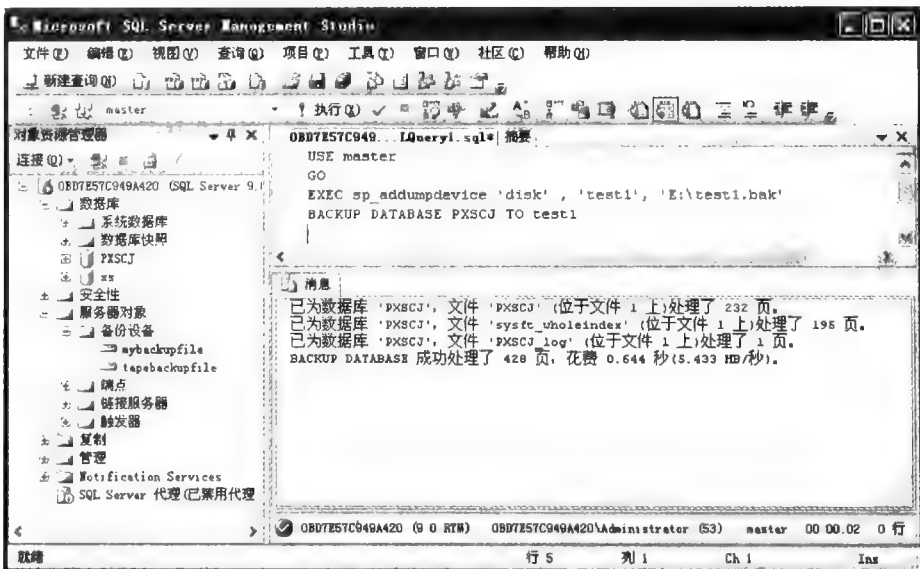 Microsoft SQL Server Management Studio
文件(F) 编辑(E) 视图(V) 查询(Q) 项目(P) 工具(T) 窗口(W) 社区(C) 帮助(H)
新建查询(N)
master 执行(X)
对象资源管理器
OBD7E57C949...LQuery1.sql* 摘要
连接(O)
USE master
GO
EXEC sp_addumpdevice 'disk' , 'test1', 'E:\test1.bak'
BACKUP DATABASE PXSCJ TO test1
OBD7E57C949A420 (SQL Server 9.
数据库
系统数据库
数据库快照
PXSCJ
xs
安全性
服务器对象
备份设备
mybackupfile
tapebackupfile
端点
链接服务器
触发器
复制
管理
Notification Services
SQL Server 代理(已禁用代理
消息
已为数据库 'PXSCJ'，文件 'PXSCJ' (位于文件 1 上)处理了 232 页。
已为数据库 'PXSCJ'，文件 'sysft_wholeindex' (位于文件 1 上)处理了 195 页。
已为数据库 'PXSCJ'，文件 'PXSCJ_log' (位于文件 1 上)处理了 1 页。
BACKUP DATABASE 成功处理了 428 页，花费 0.644 秒(5.433 MB/秒)。
OBD7E57C949A420 (9 0 RTM) OBD7E57C949A420\Administrator (53) master 00 00.02 0 行
就绪 行 5 列 1 Ch 1 Ins